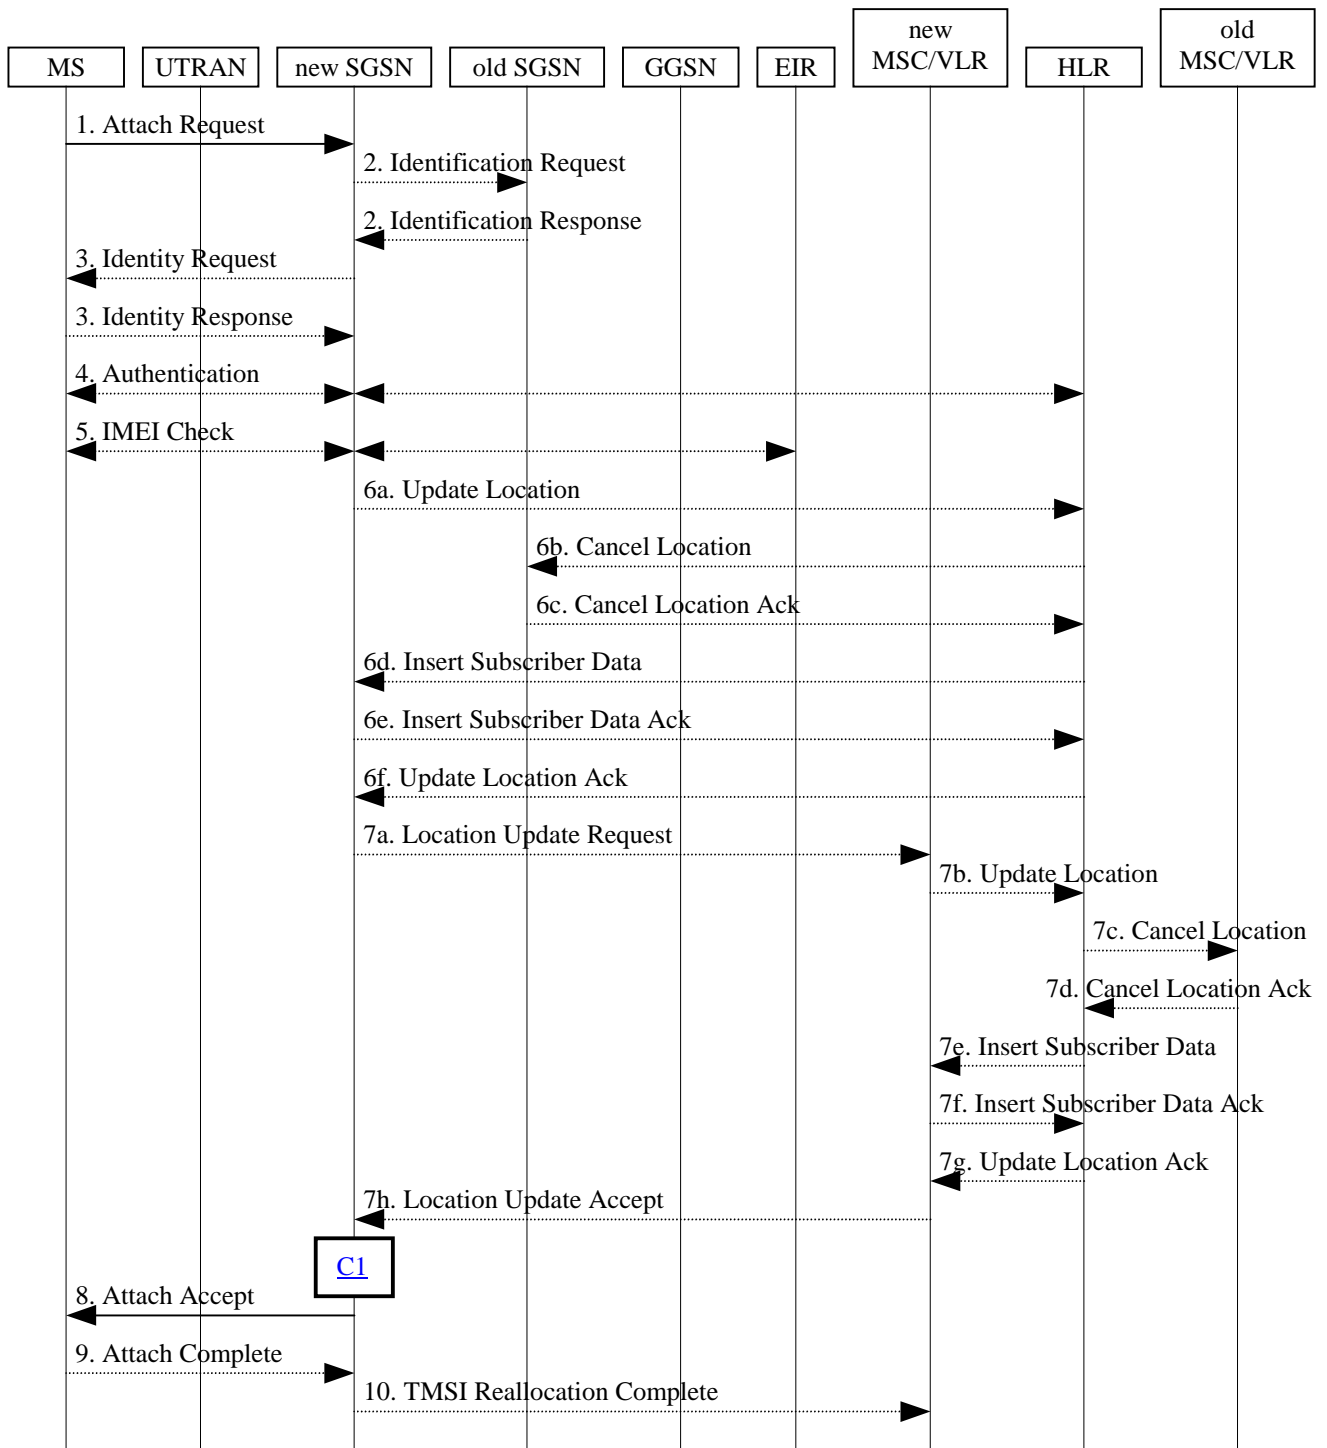 new
MSC/VLR
old
MSC/VLR
MS
UTRAN
new SGSN
old SGSN
GGSN
EIR
HLR
1. Attach Request
2. Identification Request
2. Identification Response
3. Identity Request
3. Identity Response
4. Authentication
5. IMEI Check
6a. Update Location
6b. Cancel Location
6c. Cancel Location Ack
6d. Insert Subscriber Data
6e. Insert Subscriber Data Ack
6f. Update Location Ack
7a. Location Update Request
7b. Update Location
7c. Cancel Location
7d. Cancel Location Ack
7e. Insert Subscriber Data
7f. Insert Subscriber Data Ack
7g. Update Location Ack
7h. Location Update Accept
C1
8. Attach Accept
9. Attach Complete
10. TMSI Reallocation Complete